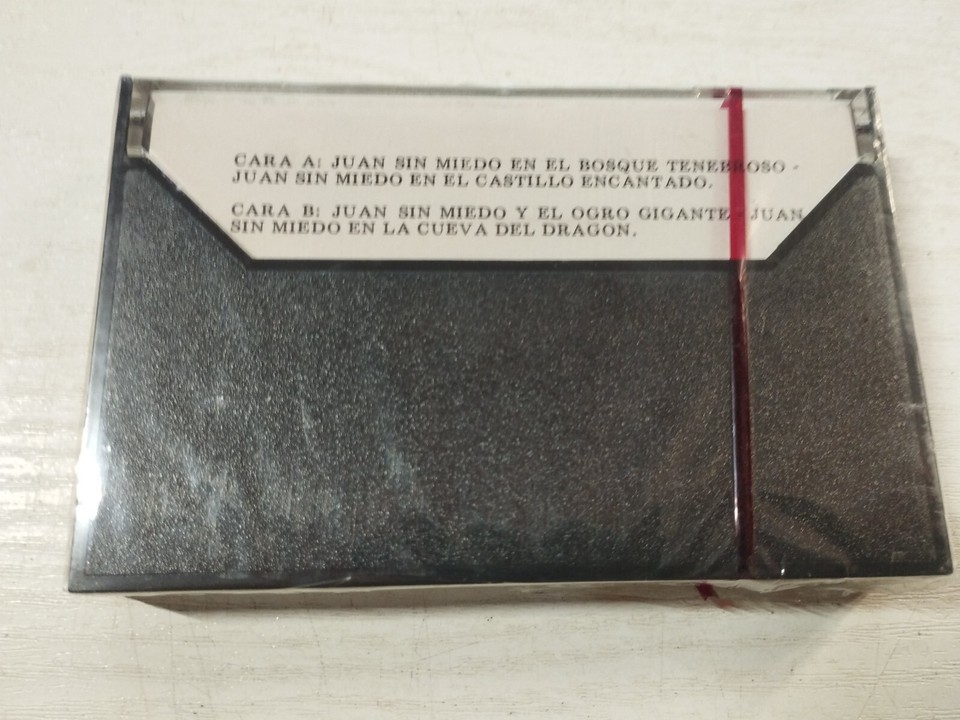 CARA A: JUAN SIN MIEDO EN EL BOSQUE TENEBROSO -
JUAN SIN MIEDO EN EL CASTILLO ENCANTADO.
CARA B: JUAN SIN MIEDO Y EL OGRO GIGANTE - JUAN
SIN MIEDO EN LA CUEVA DEL DRAGON.